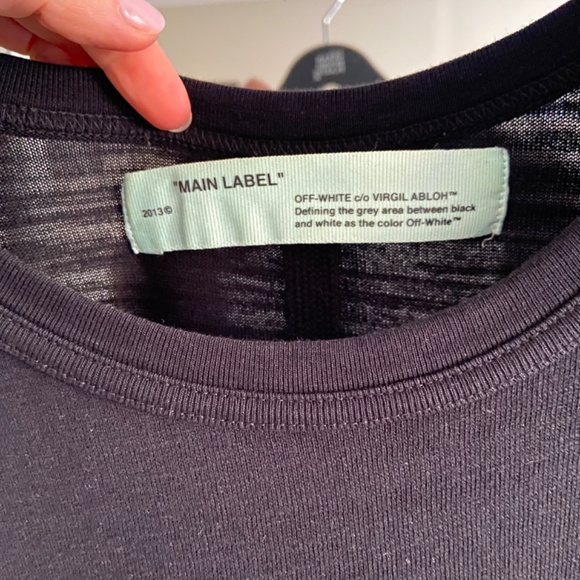 "MAIN LABEL"
2013©
OFF-WHITE c/o VIRGIL ABLOH™
Defining the grey area between black
and white as the color Off-White™